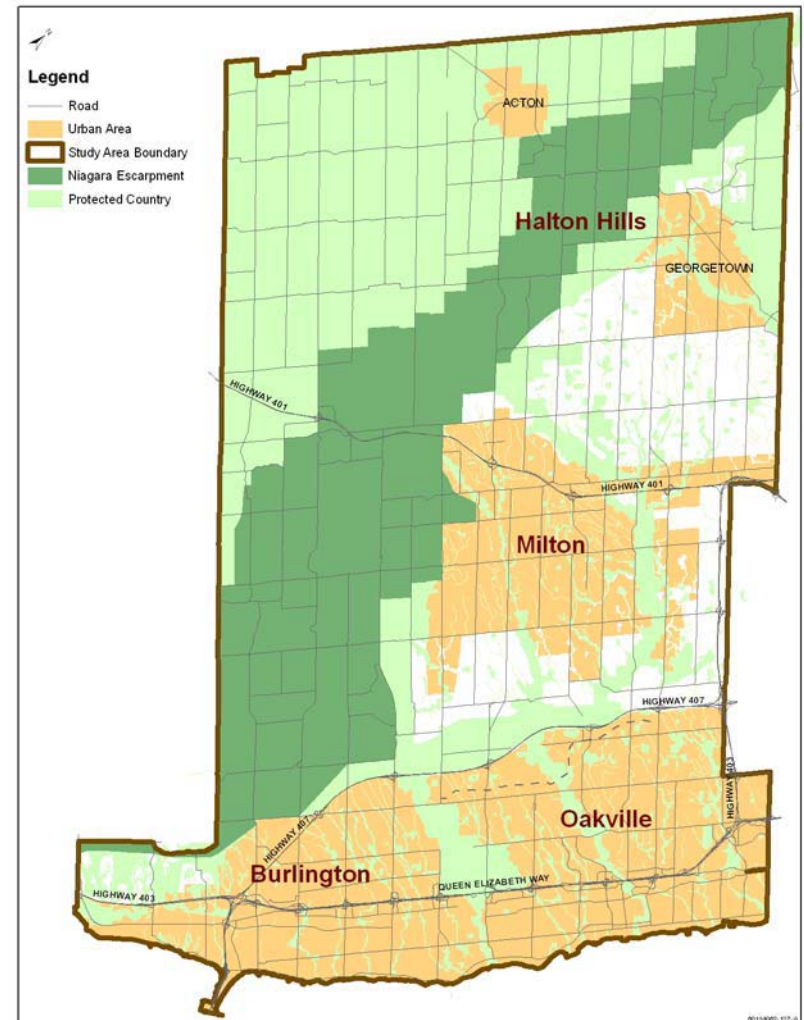 Legend
Road
Urban Area
Study Area Boundary
Niagara Escarpment
Protected Country
ACTON
Halton Hills
GEORGETOWN
HIGHWAY 401
HIGHWAY 401
Milton
HIGHWAY 407
HIGHWAY 403
Oakville
HIGHWAY 407
Burlington
QUEEN ELIZABETH WAY
HIGHWAY 403